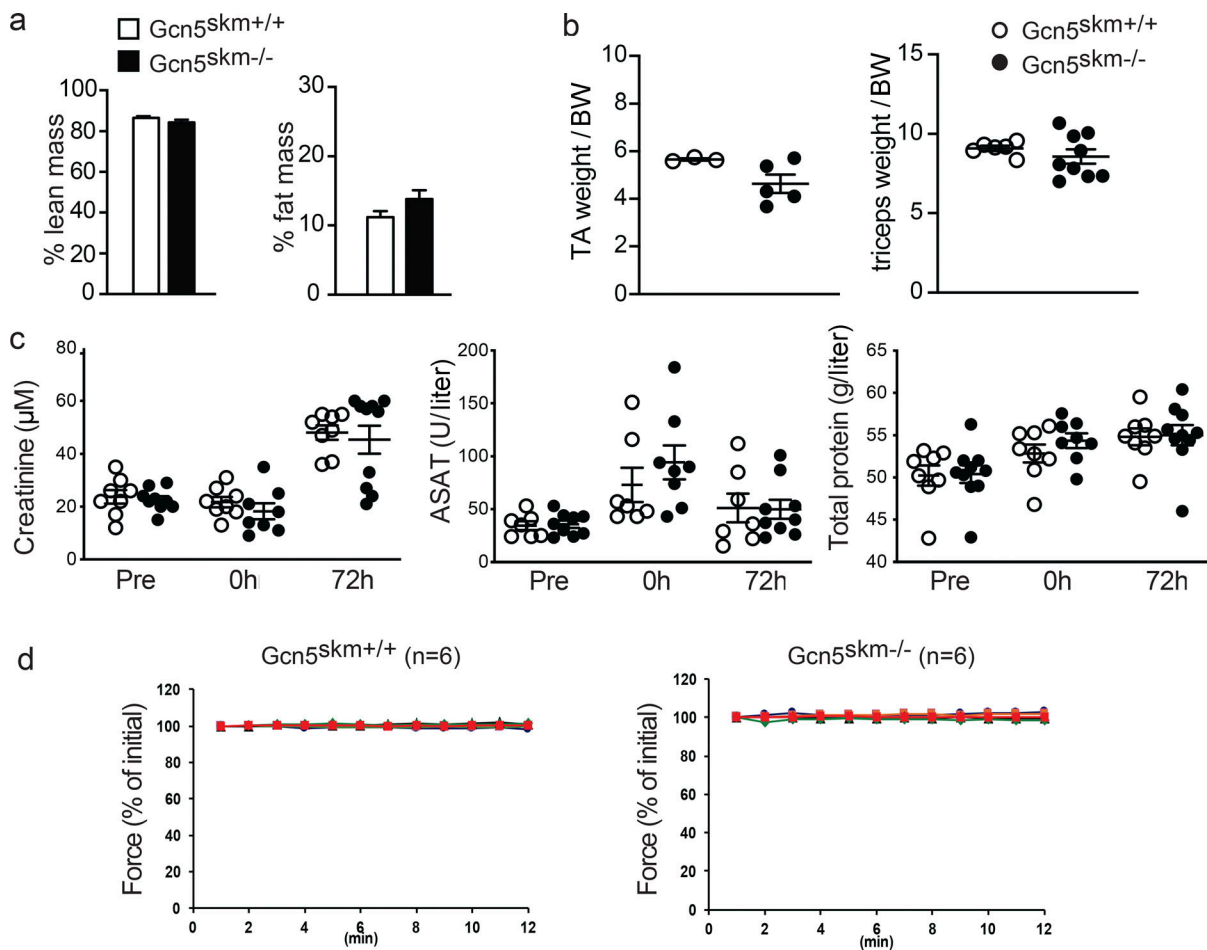 a
Gcn5skm+/+
Gcn5skm-/-
% lean mass
100
80
60
40
20
0
% fat mass
30
20
10
0
b
Gcn5skm+/+
Gcn5skm-/-
TA weight / BW
10
8
6
4
2
0
triceps weight / BW
15
10
5
0
c
Creatinine (µM)
80
60
40
20
0
Pre 0h 72h
ASAT (U/liter)
200
150
100
50
0
Pre 0h 72h
Total protein (g/liter)
65
60
55
50
45
40
Pre 0h 72h
d
Gcn5skm+/+ (n=6)
Force (% of initial)
120
100
80
60
40
20
0
0 2 4 6 8 10 12
(min)
Gcn5skm-/- (n=6)
Force (% of initial)
120
100
80
60
40
20
0
0 2 4 6 8 10 12
(min)